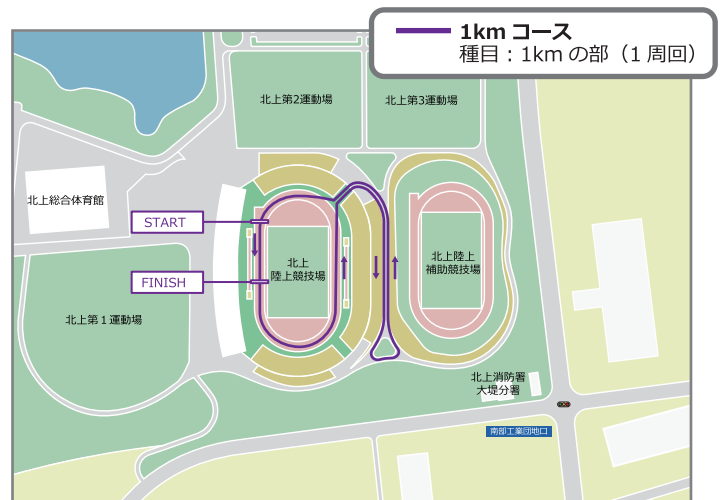 1km コース
種目：1km の部（1 周回）
北上第2運動場
北上第3運動場
北上総合体育館
START
北上
陸上競技場
北上陸上
補助競技場
FINISH
北上第１運動場
北上消防署
大堤分署
南部工業団地口